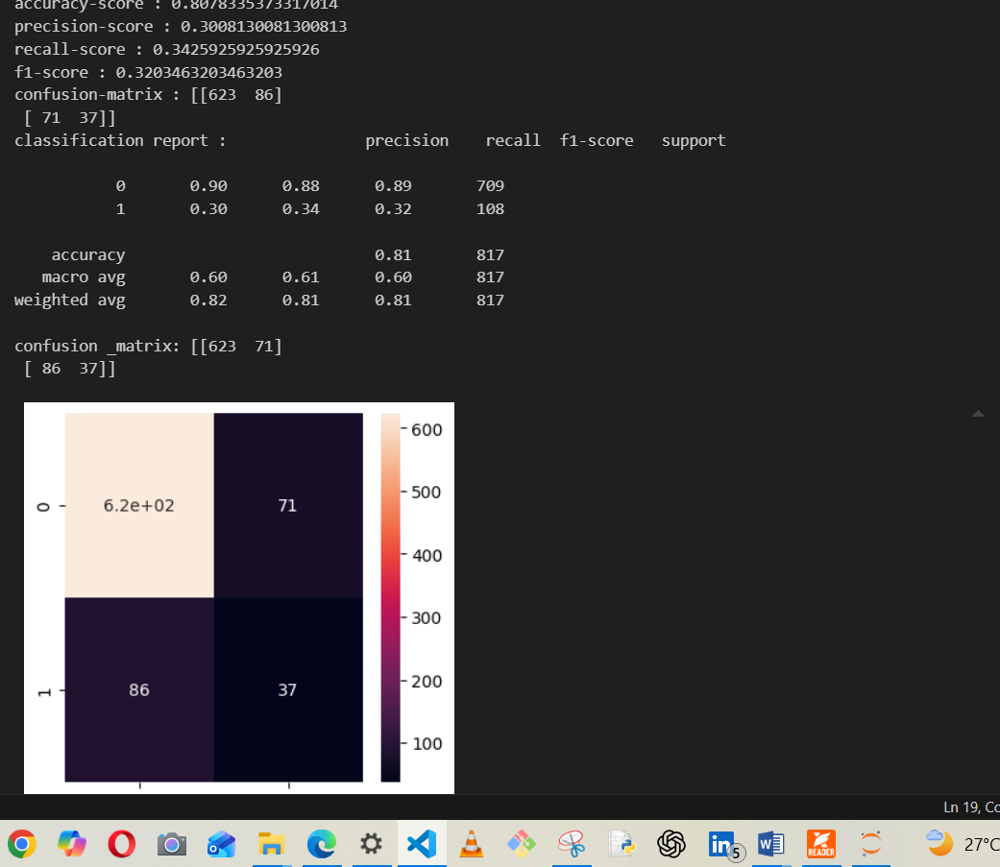 accuracy-score : 0.8078335373317014
precision-score : 0.3008130081300813
recall-score : 0.3425925925925926
f1-score : 0.3203463203463203
confusion-matrix : [[623  86]
 [ 71  37]]
classification report :               precision    recall  f1-score   support
0       0.90      0.88      0.89       709
1       0.30      0.34      0.32       108
accuracy                           0.81       817
macro avg       0.60      0.61      0.60       817
weighted avg       0.82      0.81      0.81       817
confusion _matrix: [[623  71]
 [ 86  37]]
600
0 6.2e+02 71
500
400
300
1 86 37
200
100
Ln 19, Co
in 5
W
READER
27°C